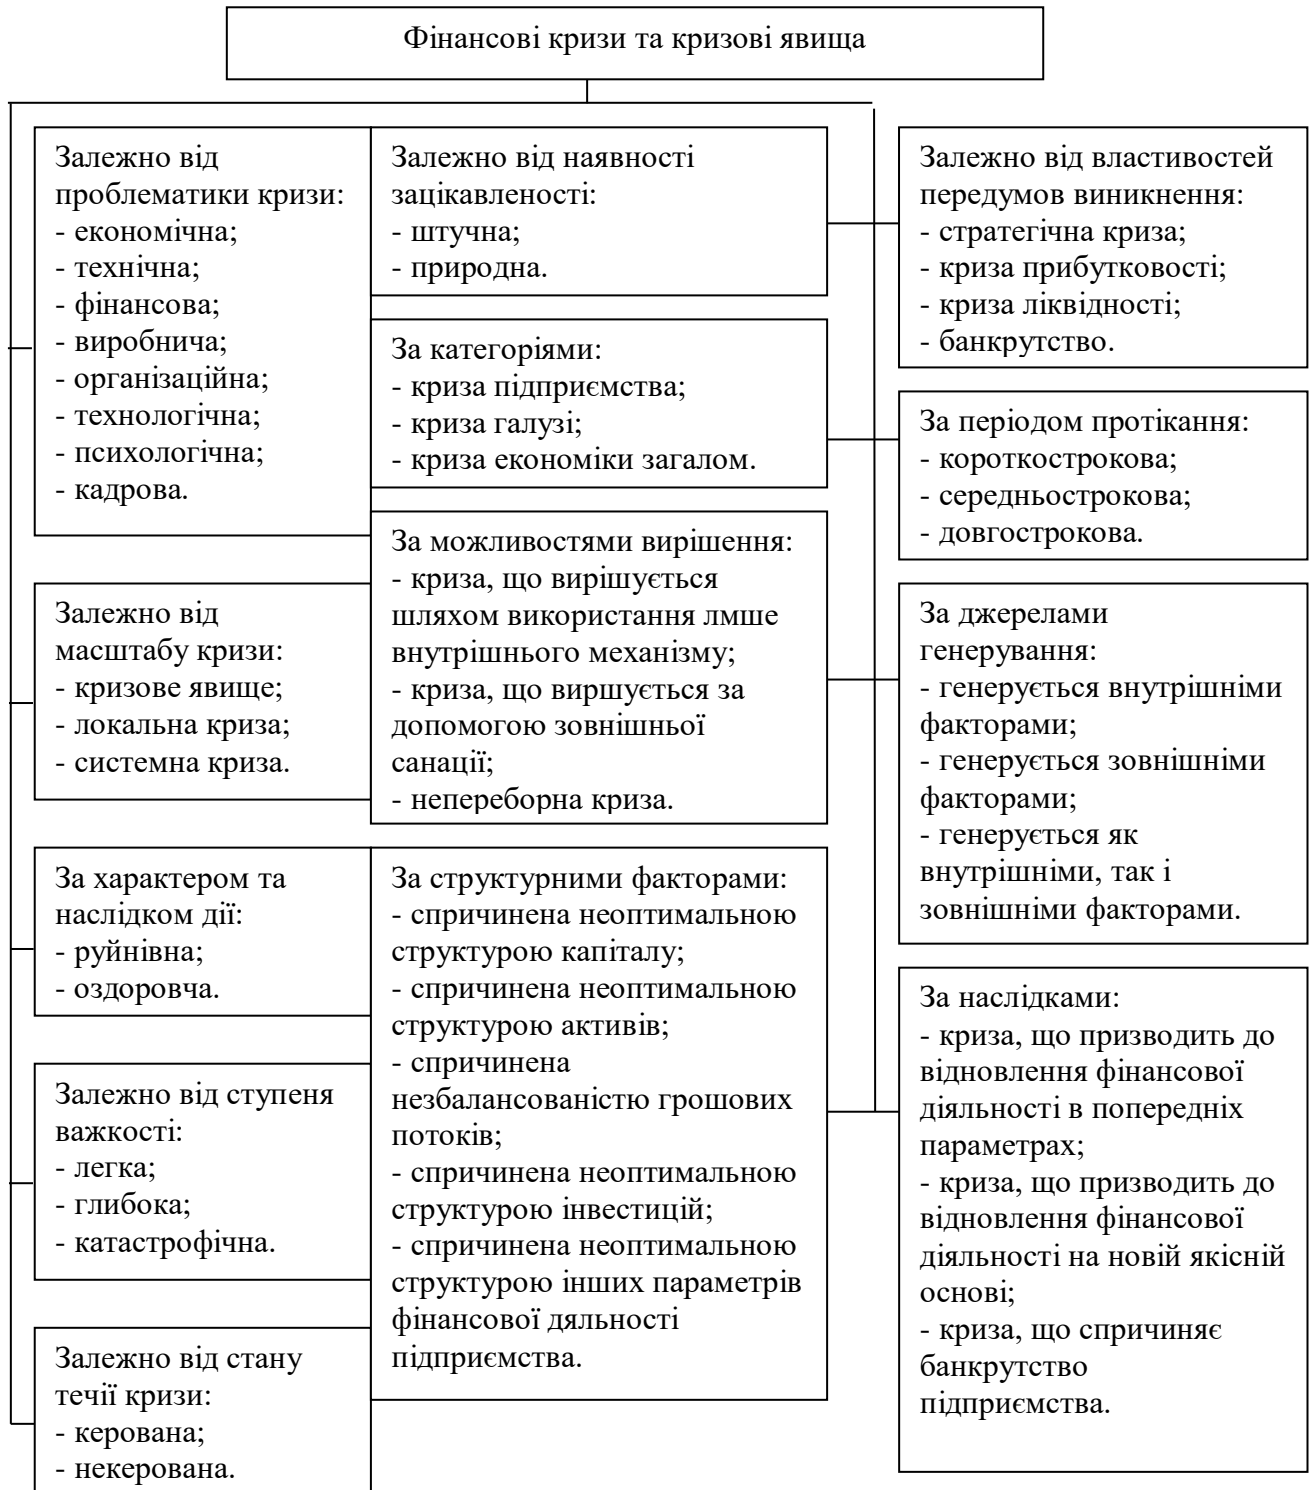 Фінансові кризи та кризові явища
Залежно від
проблематики кризи:
- економічна;
- технічна;
- фінансова;
- виробнича;
- організаційна;
- технологічна;
- психологічна;
- кадрова.
Залежно від
масштабу кризи:
- кризове явище;
- локальна криза;
- системна криза.
За характером та
наслідком дії:
- руйнівна;
- оздоровча.
Залежно від ступеня
важкості:
- легка;
- глибока;
- катастрофічна.
Залежно від стану
течії кризи:
- керована;
- некерована.
Залежно від наявності
зацікавленості:
- штучна;
- природна.
За категоріями:
- криза підприємства;
- криза галузі;
- криза економіки загалом.
За можливостями вирішення:
- криза, що вирішується
шляхом використання лмше
внутрішнього механізму;
- криза, що виршується за
допомогою зовнішньої
санації;
- непереборна криза.
За структурними факторами:
- спричинена неоптимальною
структурою капіталу;
- спричинена неоптимальною
структурою активів;
- спричинена
незбалансованістю грошових
потоків;
- спричинена неоптимальною
структурою інвестицій;
- спричинена неоптимальною
структурою інших параметрів
фінансової дяльності
підприємства.
Залежно від властивостей
передумов виникнення:
- стратегічна криза;
- криза прибутковості;
- криза ліквідності;
- банкрутство.
За періодом протікання:
- короткострокова;
- середньострокова;
- довгострокова.
За джерелами
генерування:
- генерується внутрішніми
факторами;
- генерується зовнішніми
факторами;
- генерується як
внутрішніми, так і
зовнішніми факторами.
За наслідками:
- криза, що призводить до
відновлення фінансової
діяльності в попередніх
параметрах;
- криза, що призводить до
відновлення фінансової
діяльності на новій якісній
основі;
- криза, що спричиняє
банкрутство
підприємства.